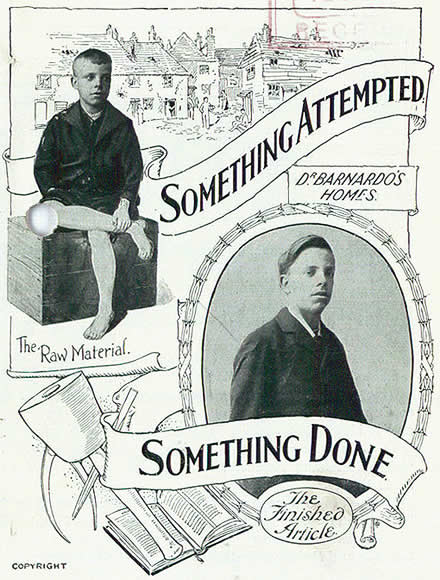 SOMETHING ATTEMPTED
DR BARNARDO'S
HOMES.
The Raw Material.
SOMETHING DONE
The
Finished
Article.
COPYRIGHT